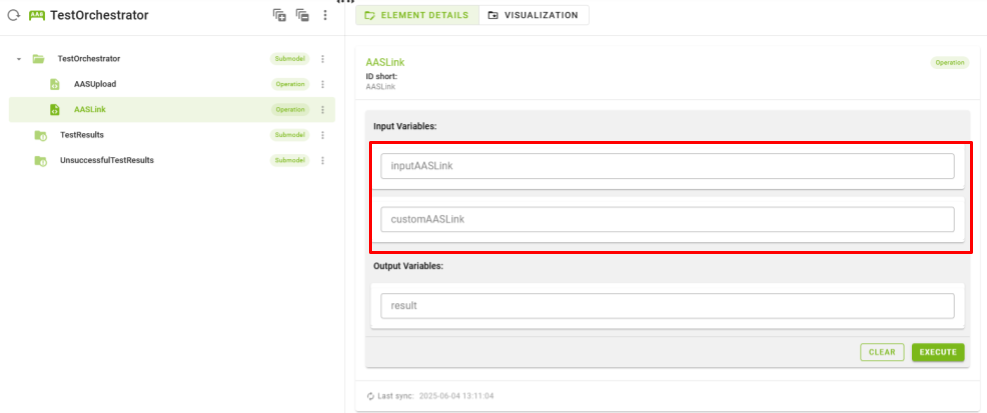 AAS TestOrchestrator
ELEMENT DETAILS
VISUALIZATION
TestOrchestrator Submodel
AASUpload Operation
AASLink Operation
TestResults Submodel
UnsuccessfulTestResults Submodel
AASLink Operation
ID short:
AASLink
Input Variables:
inputAASLink
customAASLink
Output Variables:
result
CLEAR EXECUTE
Last sync: 2025-06-04 13:11:04